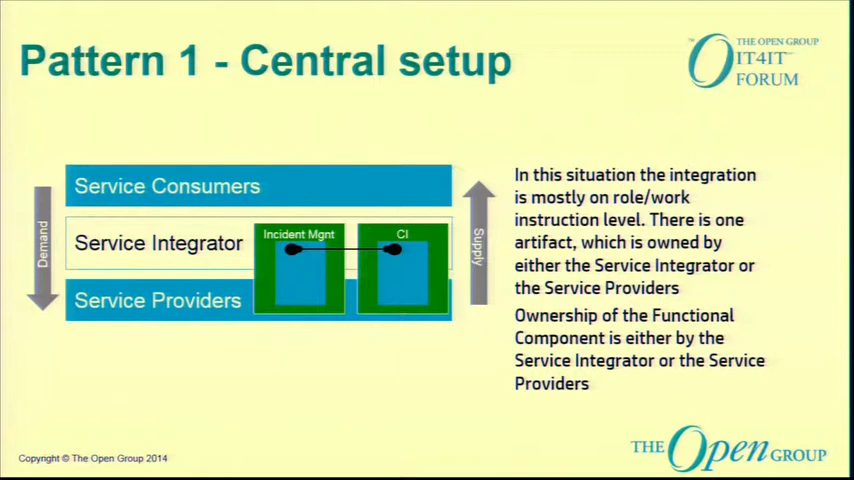 Pattern 1 - Central setup
™
THE OPEN GROUP
IT4IT™
FORUM
Service Consumers
Demand
Service Integrator
Incident Mgnt
CI
Supply
Service Providers
In this situation the integration
is mostly on role/work
instruction level. There is one
artifact, which is owned by
either the Service Integrator or
the Service Providers
Ownership of the Functional
Component is either by the
Service Integrator or the Service
Providers
Copyright © The Open Group 2014
THE Open GROUP